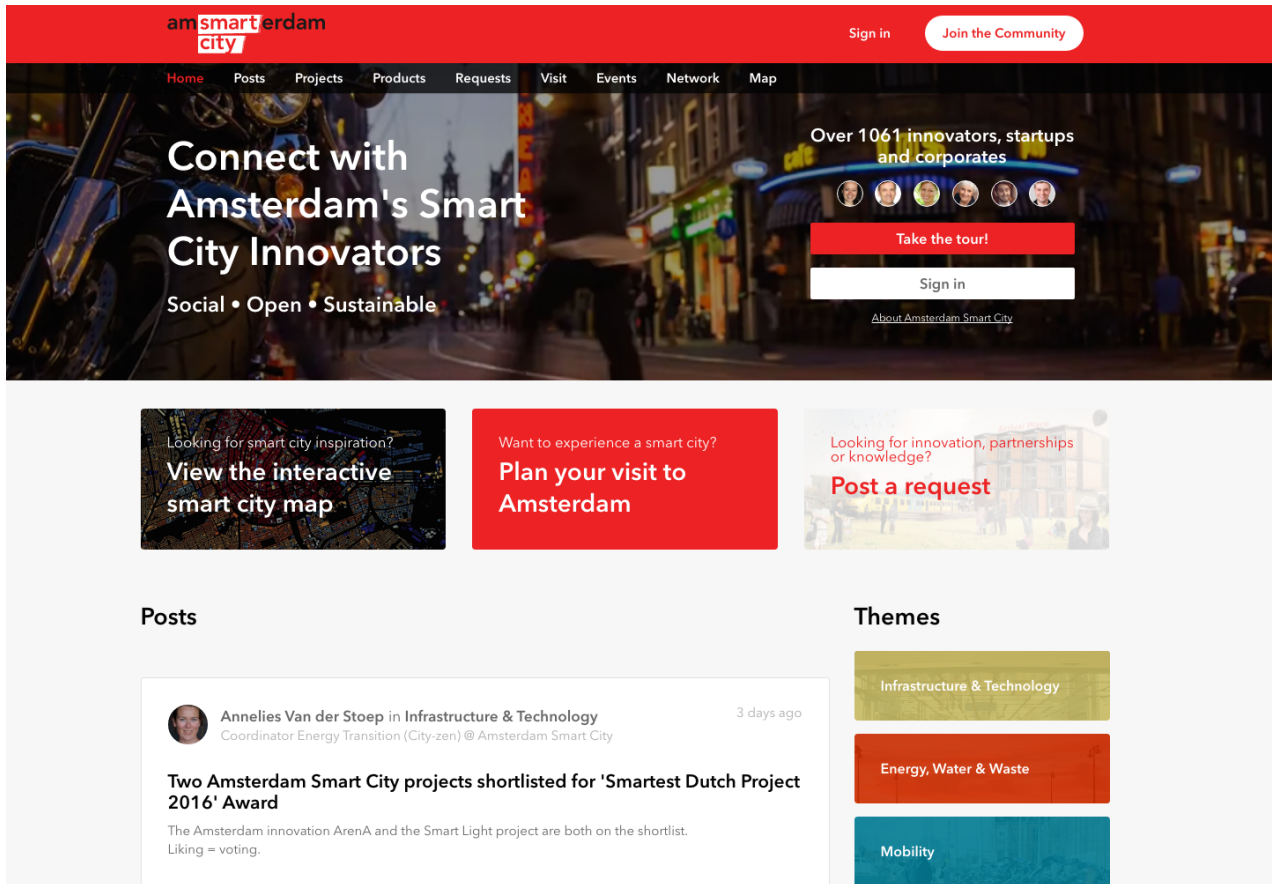 amsmarterdam
city
Sign in
Join the Community
Home Posts Projects Products Requests Visit Events Network Map
Connect with
Amsterdam's Smart
City Innovators
Social • Open • Sustainable
Over 1061 innovators, startups
and corporates
Take the tour!
Sign in
About Amsterdam Smart City
cafe
Looking for smart city inspiration?
View the interactive
smart city map
Want to experience a smart city?
Plan your visit to
Amsterdam
Looking for innovation, partnerships
or knowledge?
Post a request
Posts
Annelies Van der Stoep in Infrastructure & Technology
3 days ago
Coordinator Energy Transition (City-zen) @ Amsterdam Smart City
Two Amsterdam Smart City projects shortlisted for 'Smartest Dutch Project
2016' Award
The Amsterdam innovation ArenA and the Smart Light project are both on the shortlist.
Liking = voting.
Themes
Infrastructure & Technology
Energy, Water & Waste
Mobility